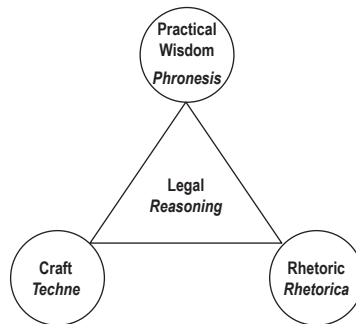 Practical
Wisdom
Phronesis
Legal
Reasoning
Craft
Techne
Rhetoric
Rhetorica